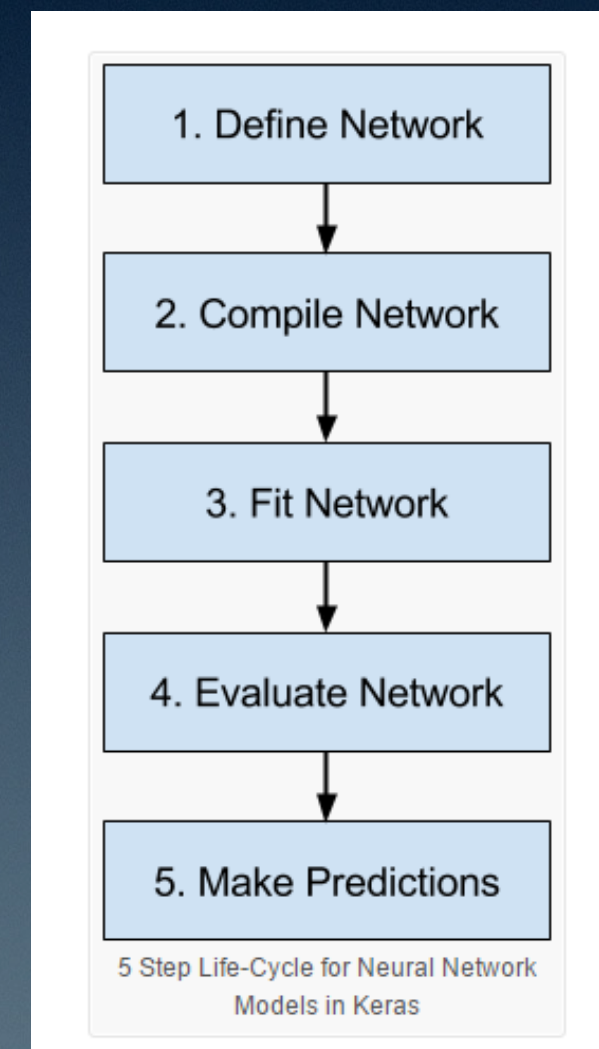 1. Define Network
2. Compile Network
3. Fit Network
4. Evaluate Network
5. Make Predictions
5 Step Life-Cycle for Neural Network
Models in Keras